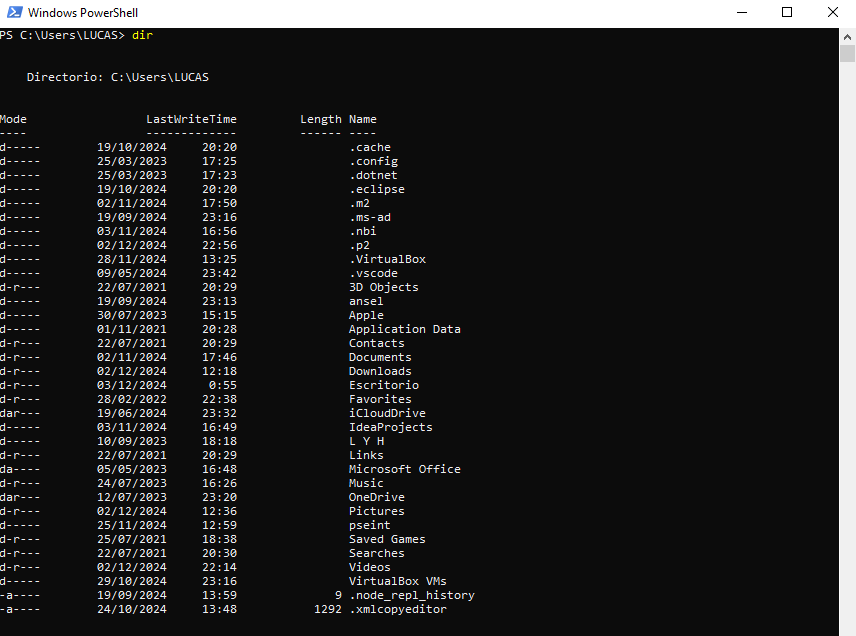 Windows PowerShell
PS C:\Users\LUCAS> dir
Directorio: C:\Users\LUCAS
Mode LastWriteTime Length Name
---- ------------- ------ ----
d----- 19/10/2024 20:20 .cache
d----- 25/03/2023 17:25 .config
d----- 25/03/2023 17:23 .dotnet
d----- 19/10/2024 20:20 .eclipse
d----- 02/11/2024 17:50 .m2
d----- 19/09/2024 23:16 .ms-ad
d----- 03/11/2024 16:56 .nbi
d----- 02/12/2024 22:56 .p2
d----- 28/11/2024 13:25 .VirtualBox
d----- 09/05/2024 23:42 .vscode
d-r--- 22/07/2021 20:29 3D Objects
d----- 19/09/2024 23:13 ansel
d----- 30/07/2023 15:15 Apple
d----- 01/11/2021 20:28 Application Data
d-r--- 22/07/2021 20:29 Contacts
d-r--- 02/11/2024 17:46 Documents
d-r--- 02/12/2024 12:18 Downloads
d-r--- 03/12/2024 0:55 Escritorio
d-r--- 28/02/2022 22:38 Favorites
dar--- 19/06/2024 23:32 iCloudDrive
d----- 03/11/2024 16:49 IdeaProjects
d----- 10/09/2023 18:18 L Y H
d-r--- 22/07/2021 20:29 Links
da---- 05/05/2023 16:48 Microsoft Office
d-r--- 24/07/2023 16:26 Music
dar--- 12/07/2023 23:20 OneDrive
d-r--- 02/12/2024 12:36 Pictures
d----- 25/11/2024 12:59 pseint
d-r--- 25/07/2021 18:38 Saved Games
d-r--- 22/07/2021 20:30 Searches
d-r--- 02/12/2024 22:14 Videos
d----- 29/10/2024 23:16 VirtualBox VMs
-a---- 19/09/2024 13:59 9 .node_repl_history
-a---- 24/10/2024 13:48 1292 .xmlcopyeditor